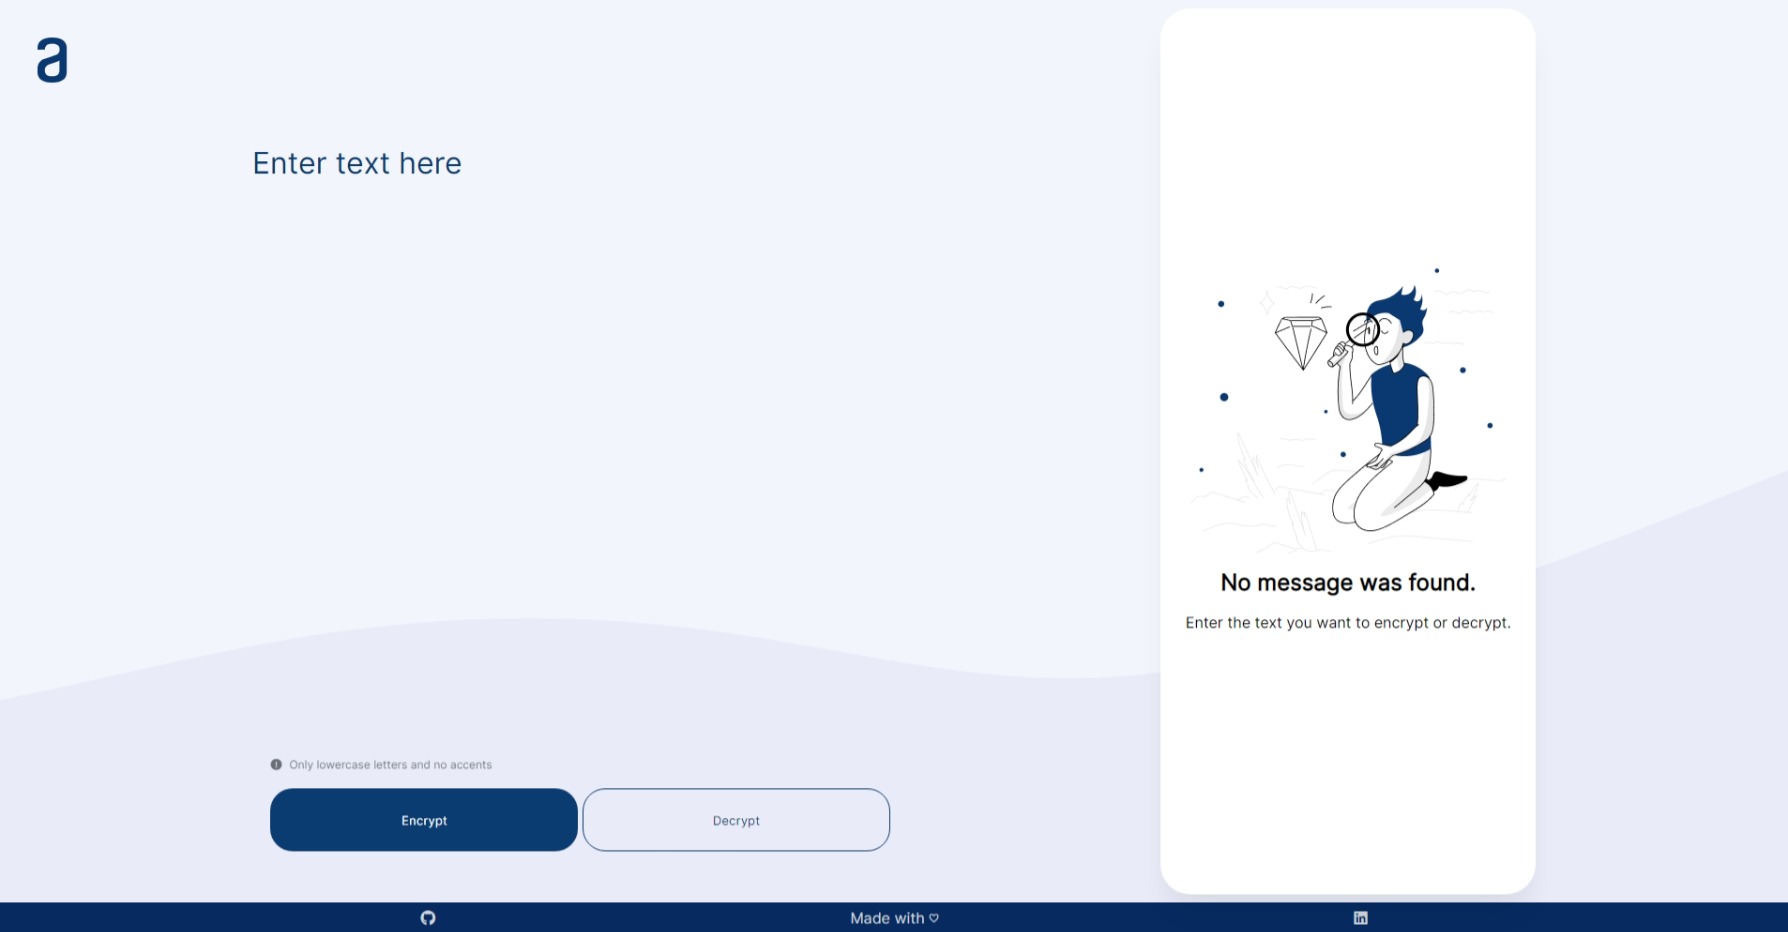 a
Enter text here
No message was found.
Enter the text you want to encrypt or decrypt.
Only lowercase letters and no accents
Encrypt
Decrypt
Made with ♡
in